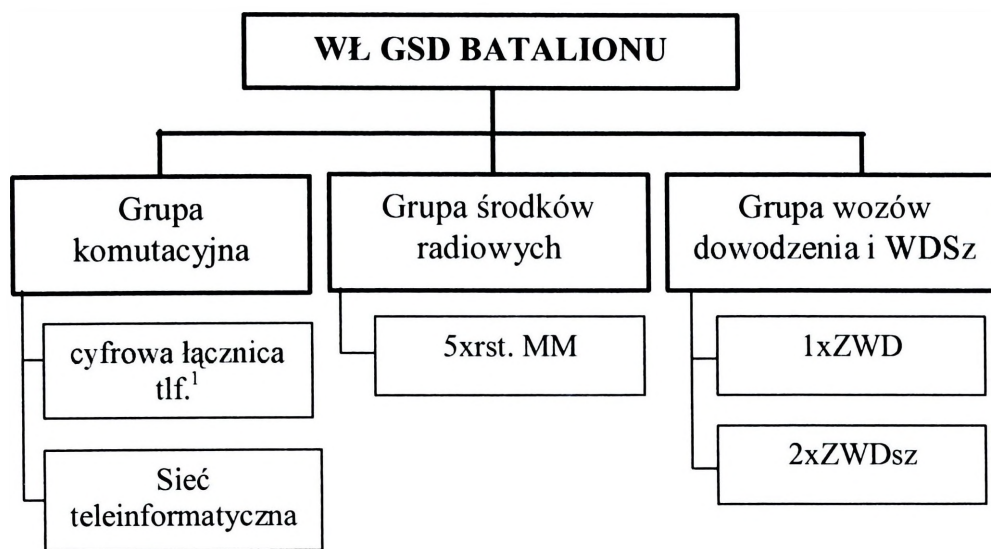 WŁ GSD BATALIONU
Grupa
komutacyjna
cyfrowa łącznica
tlf.¹
Sieć
teleinformatyczna
Grupa środków
radiowych
5xrst. MM
Grupa wozów
dowodzenia i WDSz
1xZWD
2xZWDsz